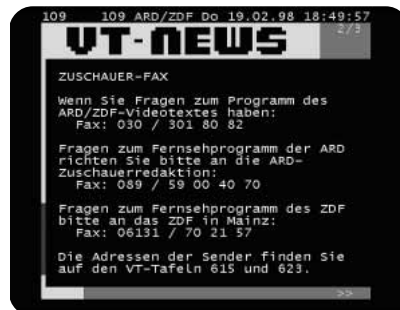 109 109 ARD/ZDF Do 19.02.98 18:49:57
VT-NEWS 2/3
ZUSCHAUER-FAX
Wenn Sie Fragen zum Programm des
ARD/ZDF-Videotextes haben:
Fax: 030 / 301 80 82
Fragen zum Fernsehprogramm der ARD
richten Sie bitte an die ARD-
Zuschauerredaktion:
Fax: 089 / 59 00 40 70
Fragen zum Fernsehprogramm des ZDF
bitte an das ZDF in Mainz:
Fax: 06131 / 70 21 57
Die Adressen der Sender finden Sie
auf den VT-Tafeln 615 und 623.
>>